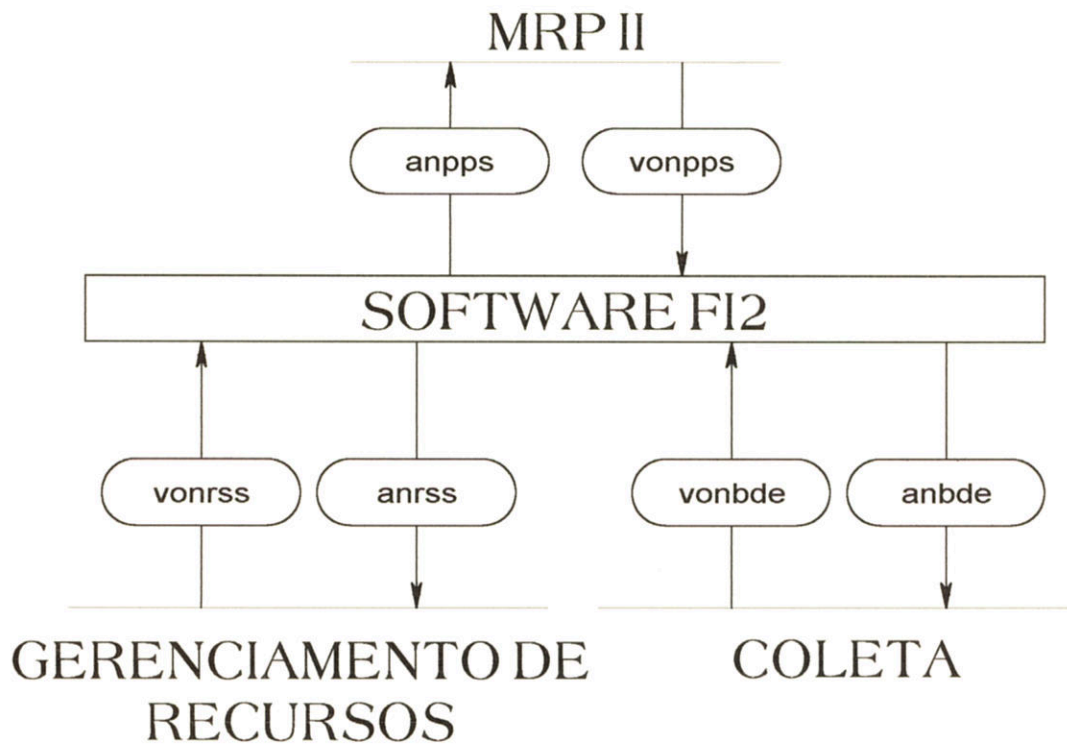 MRP II
anpps
vonpps
SOFTWARE FI2
vonrss
anrss
vonbde
anbde
GERENCIAMENTO DE
RECURSOS
COLETA